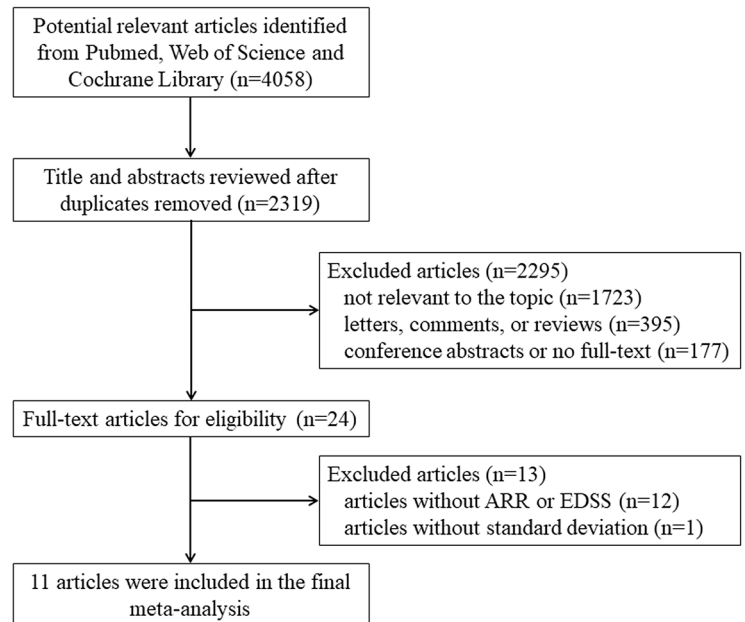 Potential relevant articles identified
from Pubmed, Web of Science and
Cochrane Library (n=4058)
Title and abstracts reviewed after
duplicates removed (n=2319)
Excluded articles (n=2295)
not relevant to the topic (n=1723)
letters, comments, or reviews (n=395)
conference abstracts or no full-text (n=177)
Full-text articles for eligibility (n=24)
Excluded articles (n=13)
articles without ARR or EDSS (n=12)
articles without standard deviation (n=1)
11 articles were included in the final
meta-analysis